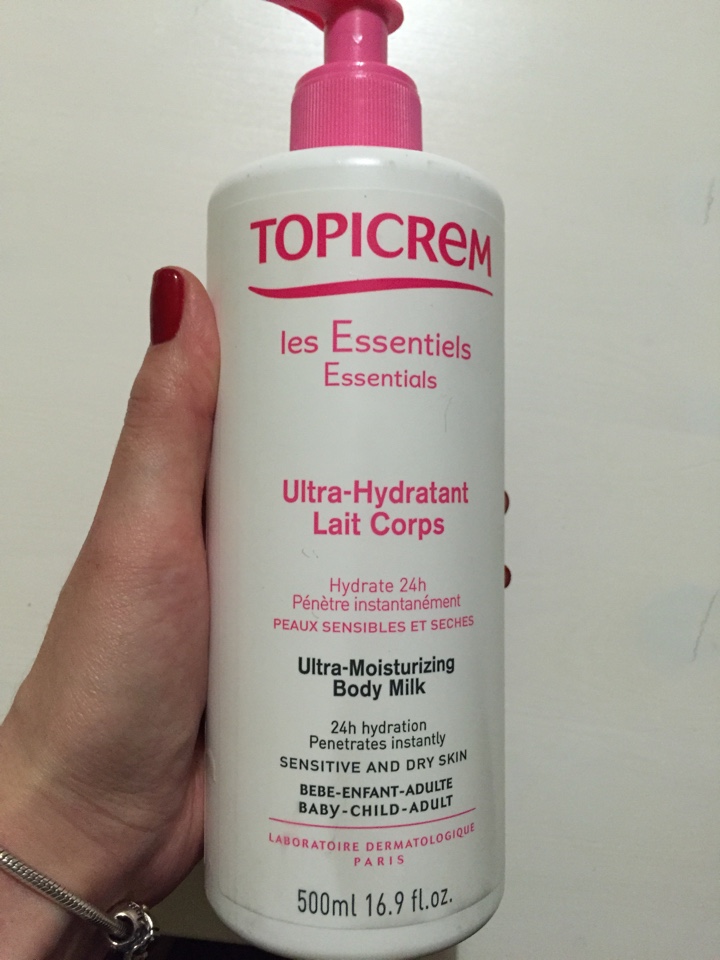 TOPICREM
les Essentiels
Essentials
Ultra-Hydratant
Lait Corps
Hydrate 24h
Pénètre instantanément
PEAUX SENSIBLES ET SECHES
Ultra-Moisturizing
Body Milk
24h hydration
Penetrates instantly
SENSITIVE AND DRY SKIN
BEBE-ENFANT-ADULTE
BABY-CHILD-ADULT
LABORATOIRE DERMATOLOGIQUE
PARIS
500ml 16.9 fl.oz.